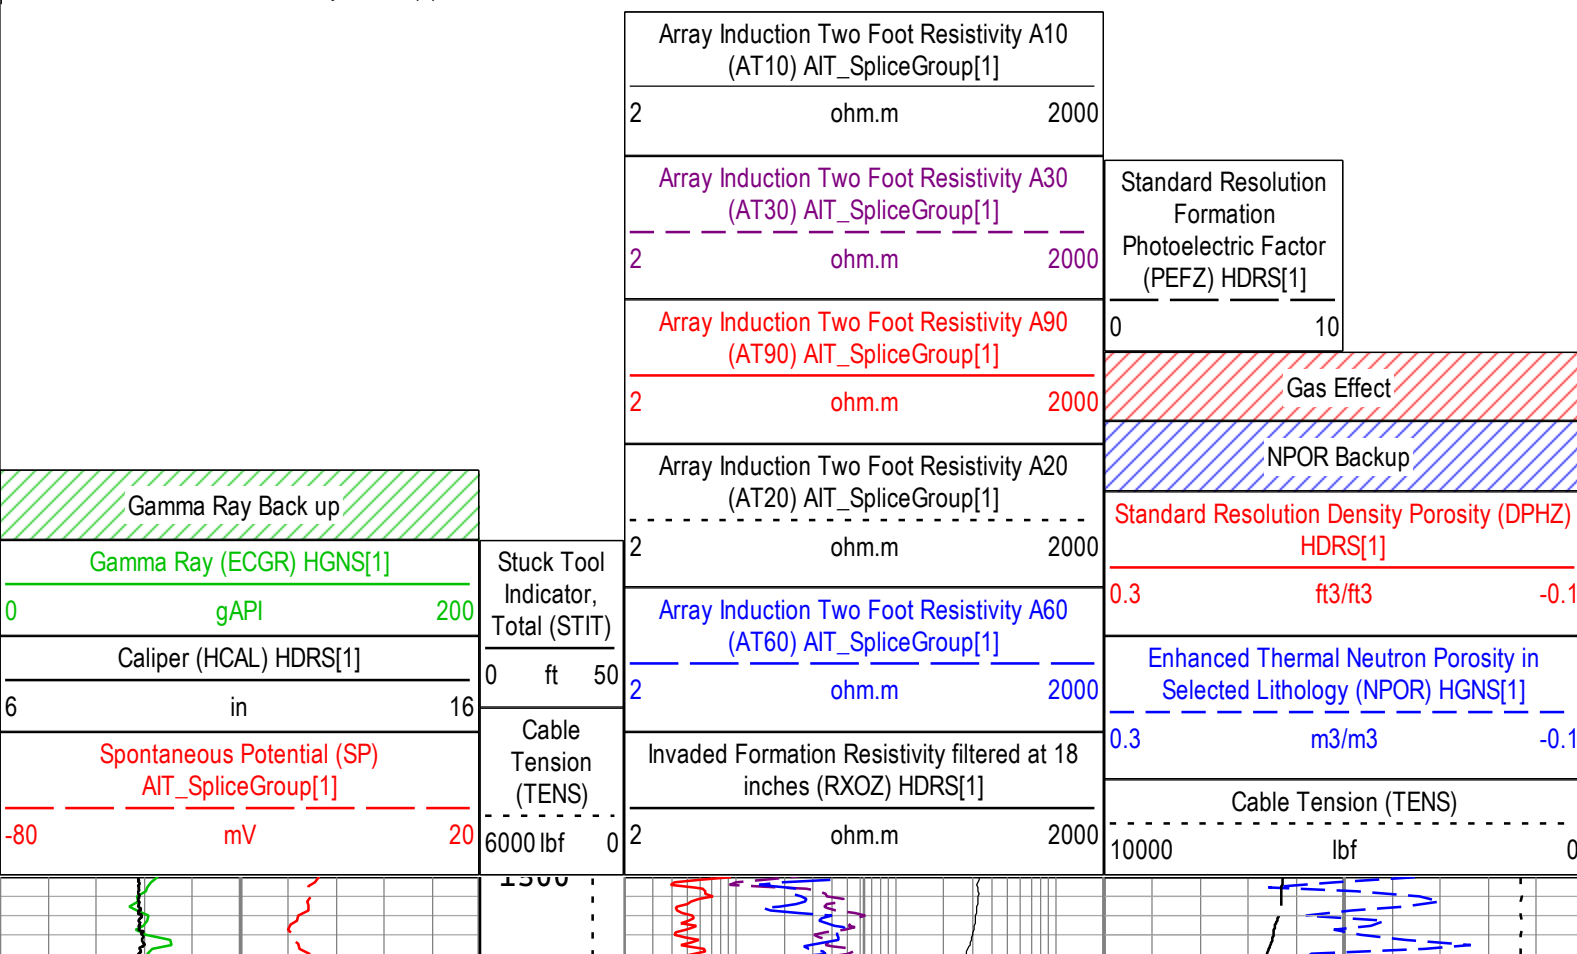 Array Induction Two Foot Resistivity A10
(AT10) AIT_SpliceGroup[1]
2 ohm.m 2000
Array Induction Two Foot Resistivity A30
(AT30) AIT_SpliceGroup[1]
2 ohm.m 2000
Array Induction Two Foot Resistivity A90
(AT90) AIT_SpliceGroup[1]
2 ohm.m 2000
Array Induction Two Foot Resistivity A20
(AT20) AIT_SpliceGroup[1]
2 ohm.m 2000
Array Induction Two Foot Resistivity A60
(AT60) AIT_SpliceGroup[1]
2 ohm.m 2000
Invaded Formation Resistivity filtered at 18
inches (RXOZ) HDRS[1]
2 ohm.m 2000
Standard Resolution
Formation
Photoelectric Factor
(PEFZ) HDRS[1]
0 10
Gas Effect
NPOR Backup
Standard Resolution Density Porosity (DPHZ)
HDRS[1]
0.3 ft3/ft3 -0.1
Enhanced Thermal Neutron Porosity in
Selected Lithology (NPOR) HGNS[1]
0.3 m3/m3 -0.1
Cable Tension (TENS)
10000 lbf 0
Gamma Ray Back up
Gamma Ray (ECGR) HGNS[1]
0 gAPI 200
Caliper (HCAL) HDRS[1]
6 in 16
Spontaneous Potential (SP)
AIT_SpliceGroup[1]
-80 mV 20
Stuck Tool
Indicator,
Total (STIT)
0 ft 50
Cable
Tension
(TENS)
6000 lbf 0